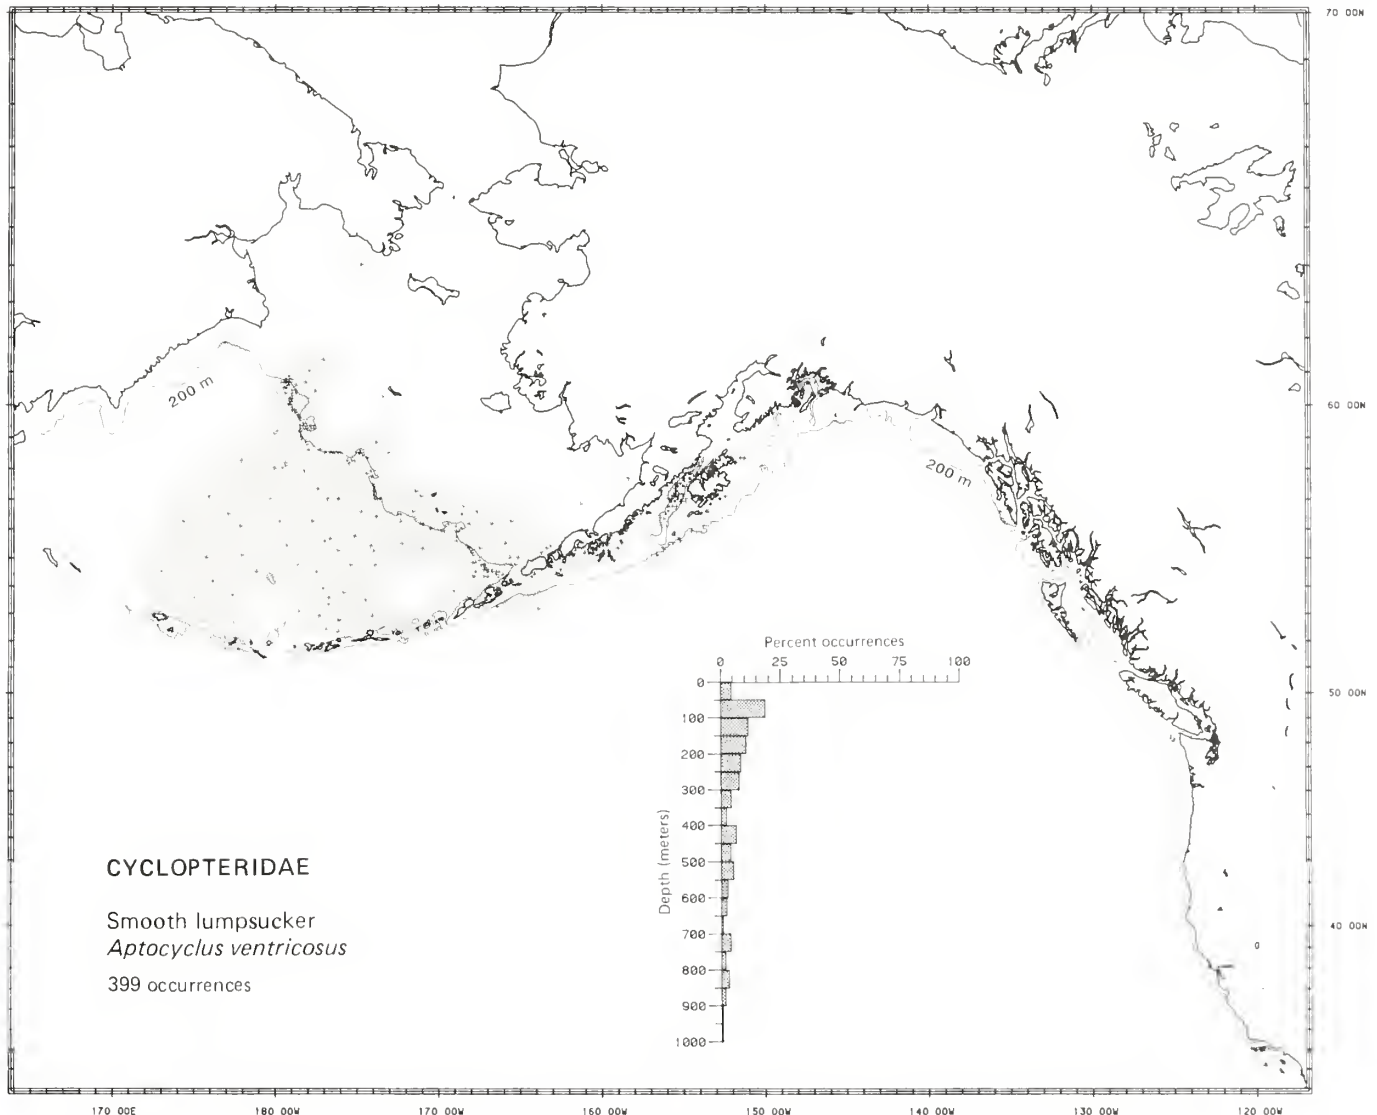 70 00N
200 m
60 00N
200 m
Percent occurrences
0 25 50 75 100
50 00N
0
100
200
300
400
500
600
700
800
900
1000
Depth (meters)
40 00N
CYCLOPTERIDAE
Smooth lumpsucker
Aptocyclus ventricosus
399 occurrences
170 00E 180 00W 170 00W 160 00W 150 00W 140 00W 130 00W 120 00W